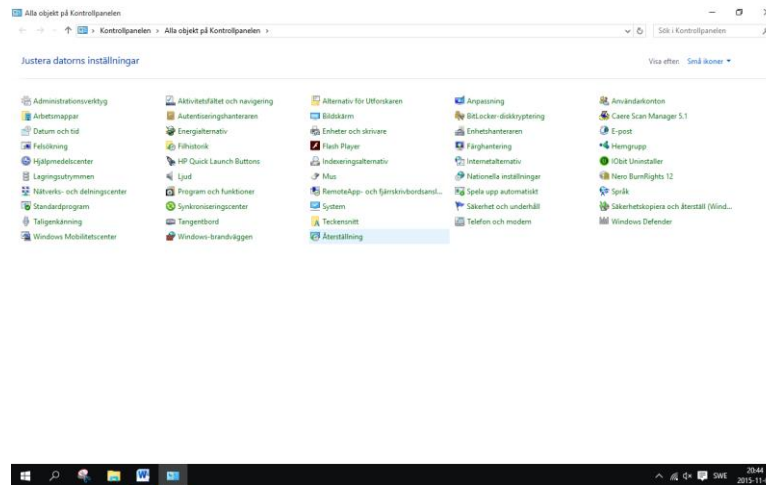 Alla objekt på Kontrollpanelen
Kontrollpanelen > Alla objekt på Kontrollpanelen >
Sök i Kontrollpanelen
Justera datorns inställningar
Visa efter: Små ikoner
Administrationsverktyg
Aktivitetsfältet och navigering
Alternativ för Utforskaren
Anpassning
Användarkonton
Arbetsmappar
Autentiseringshanteraren
Bildskärm
BitLocker-diskkryptering
Caere Scan Manager 5.1
Datum och tid
Energialternativ
Enheter och skrivare
Enhetshanteraren
E-post
Felsökning
Filhistorik
Flash Player
Färghantering
Hemgrupp
Hjälpmedelscenter
HP Quick Launch Buttons
Indexeringsalternativ
Internetalternativ
IObit Uninstaller
Lagringsutrymmen
Ljud
Mus
Nationella inställningar
Nero BurnRights 12
Nätverks- och delningscenter
Program och funktioner
RemoteApp- och fjärrskrivbordsansl...
Spela upp automatiskt
Språk
Standardprogram
Synkroniseringscenter
System
Säkerhet och underhåll
Säkerhetskopiera och återställ (Wind...
Taligenkänning
Tangentbord
Teckensnitt
Telefon och modem
Windows Defender
Windows Mobilitetscenter
Windows-brandväggen
Återställning
SWE
20:44
2015-11-